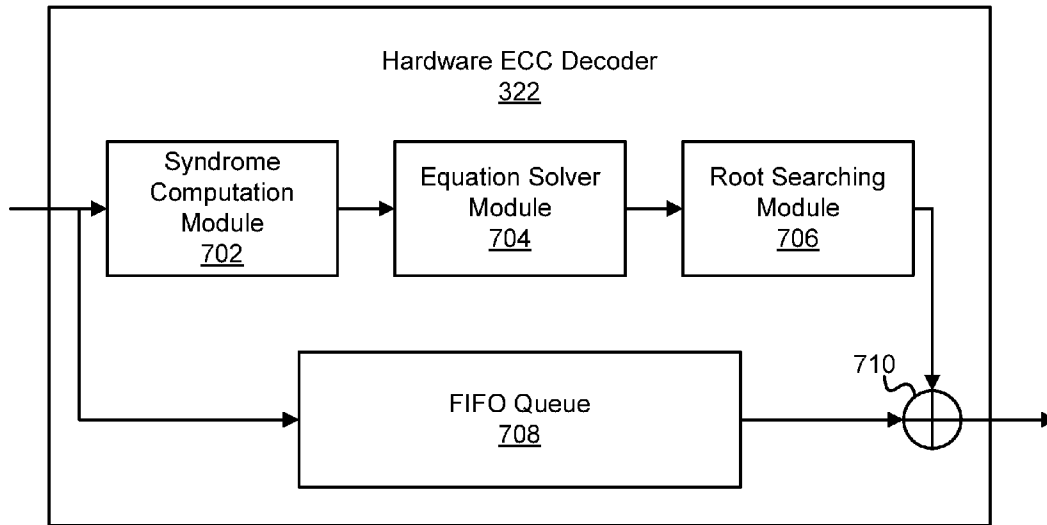 Hardware ECC Decoder
322
Syndrome
Computation
Module
702
Equation Solver
Module
704
Root Searching
Module
706
710
FIFO Queue
708